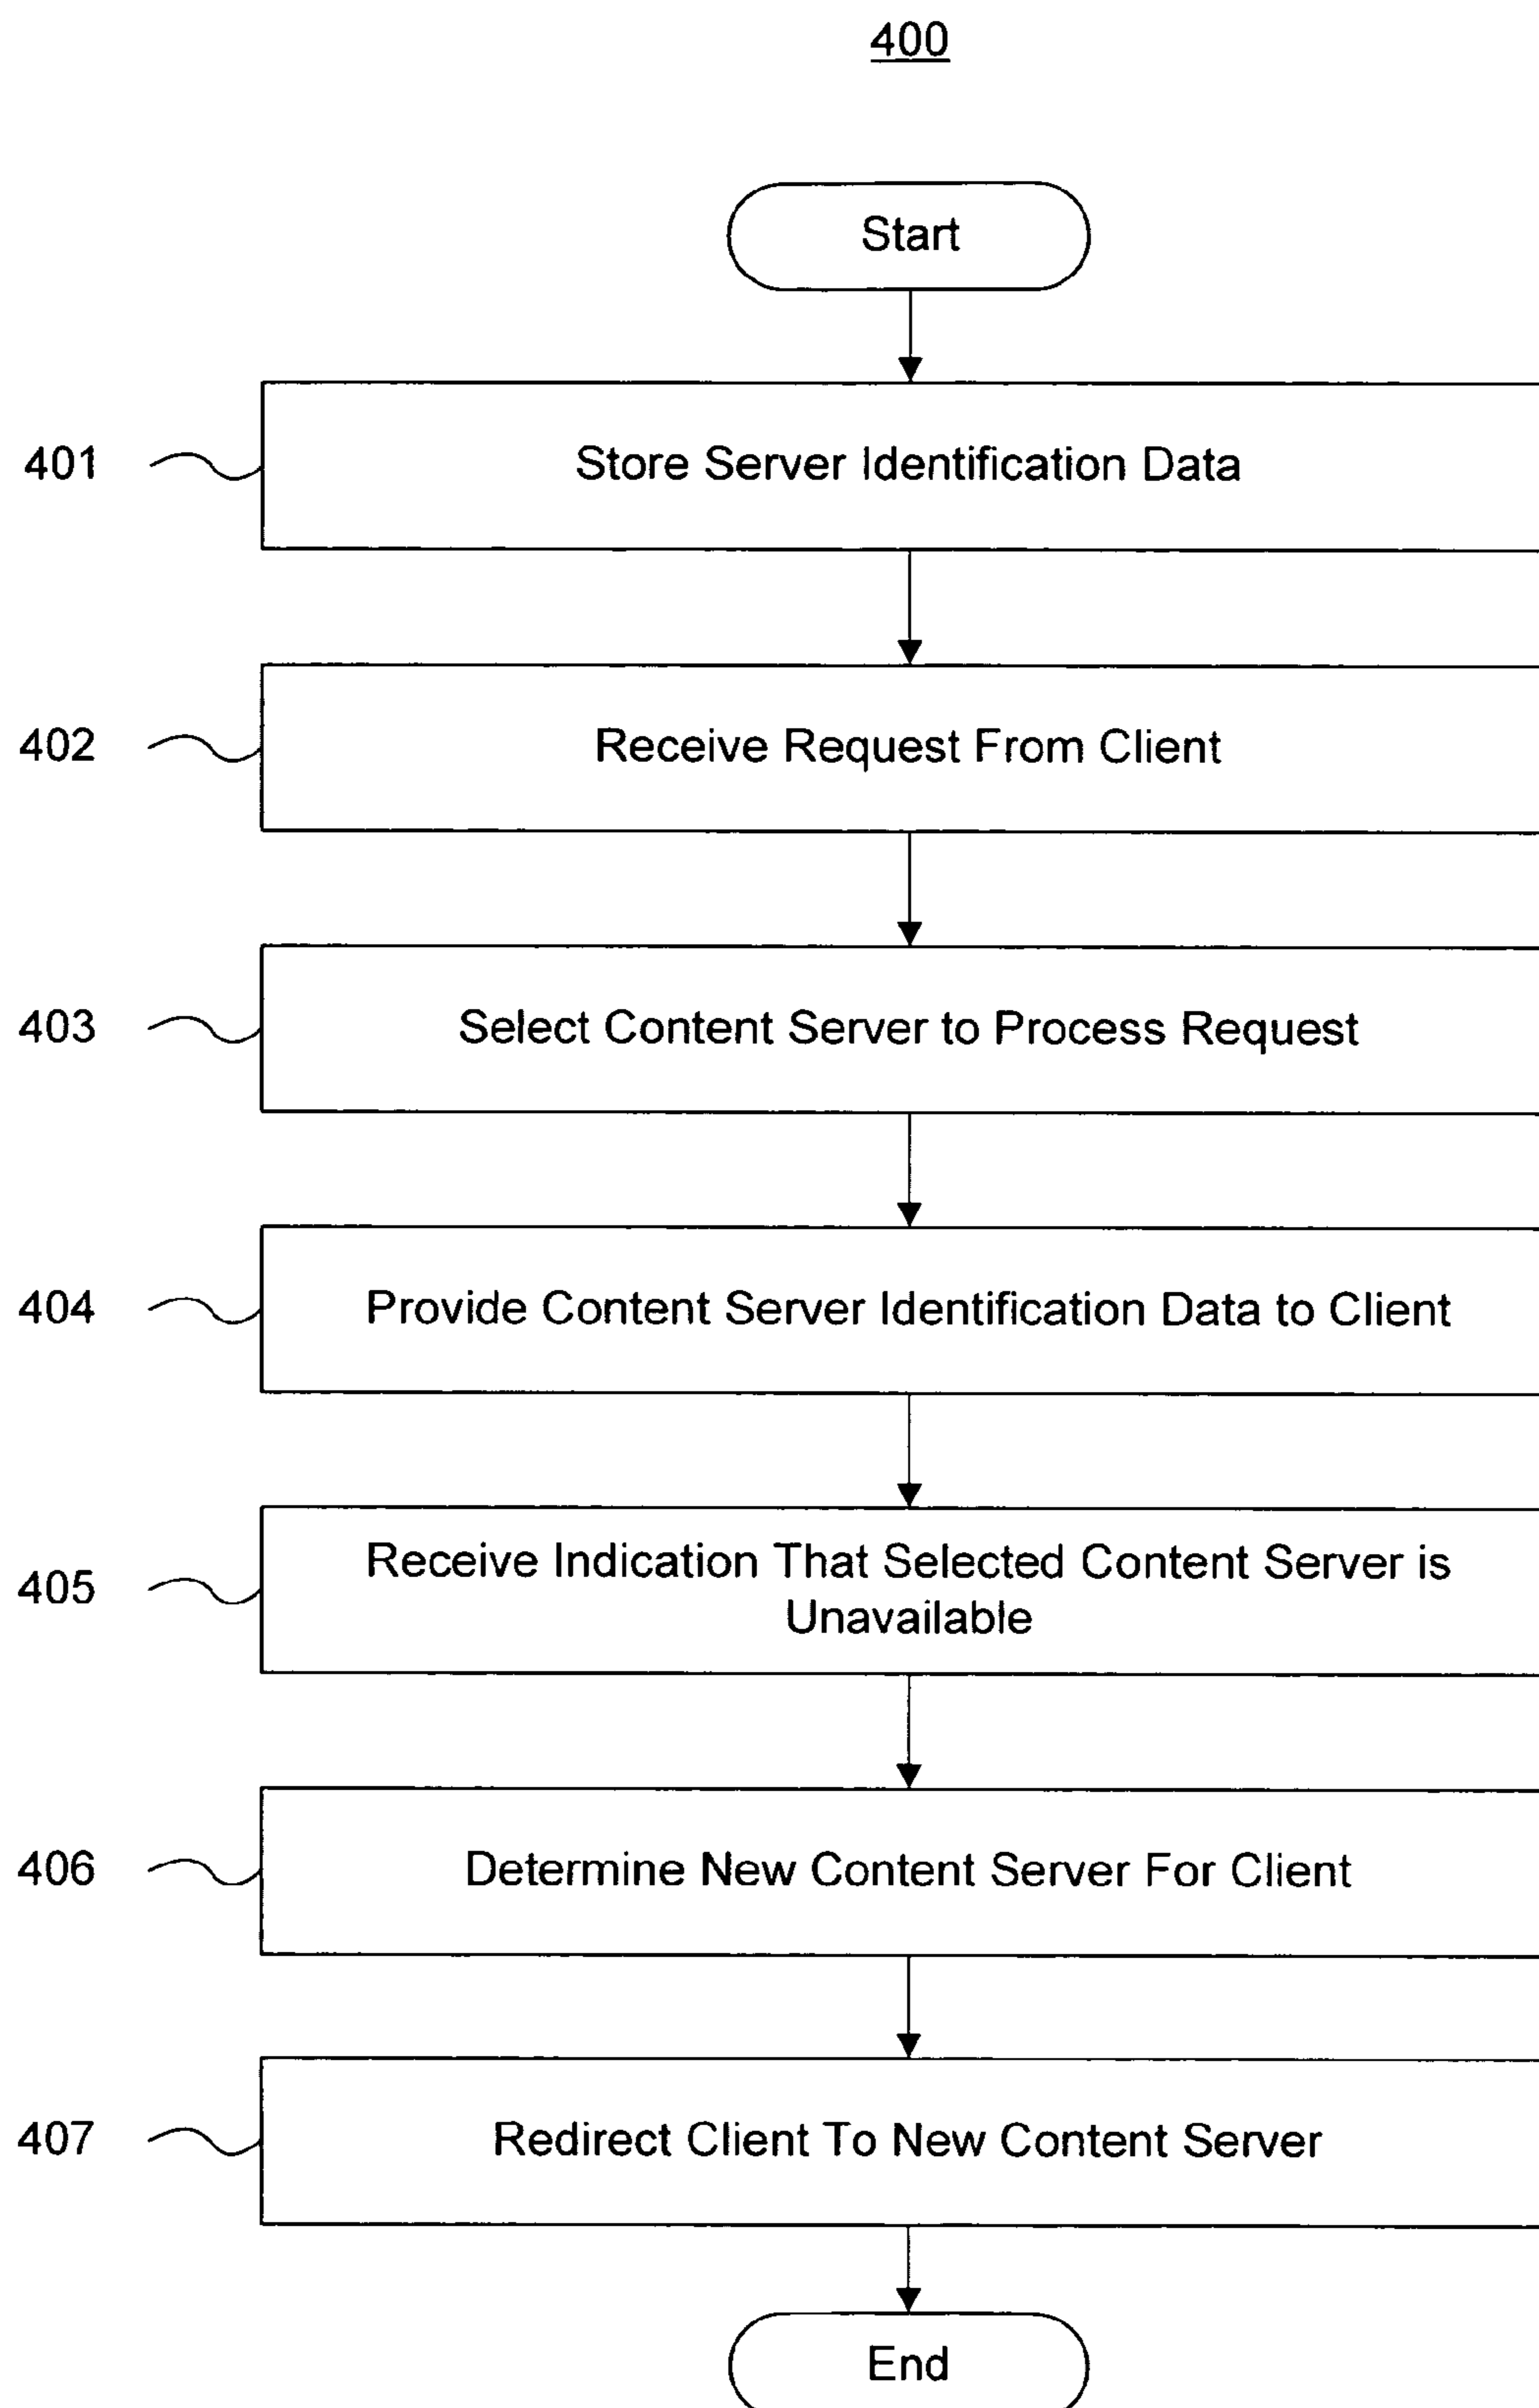 400
Start
401
Store Server Identification Data
402
Receive Request From Client
403
Select Content Server to Process Request
404
Provide Content Server Identification Data to Client
405
Receive Indication That Selected Content Server is
Unavailable
406
Determine New Content Server For Client
407
Redirect Client To New Content Server
End